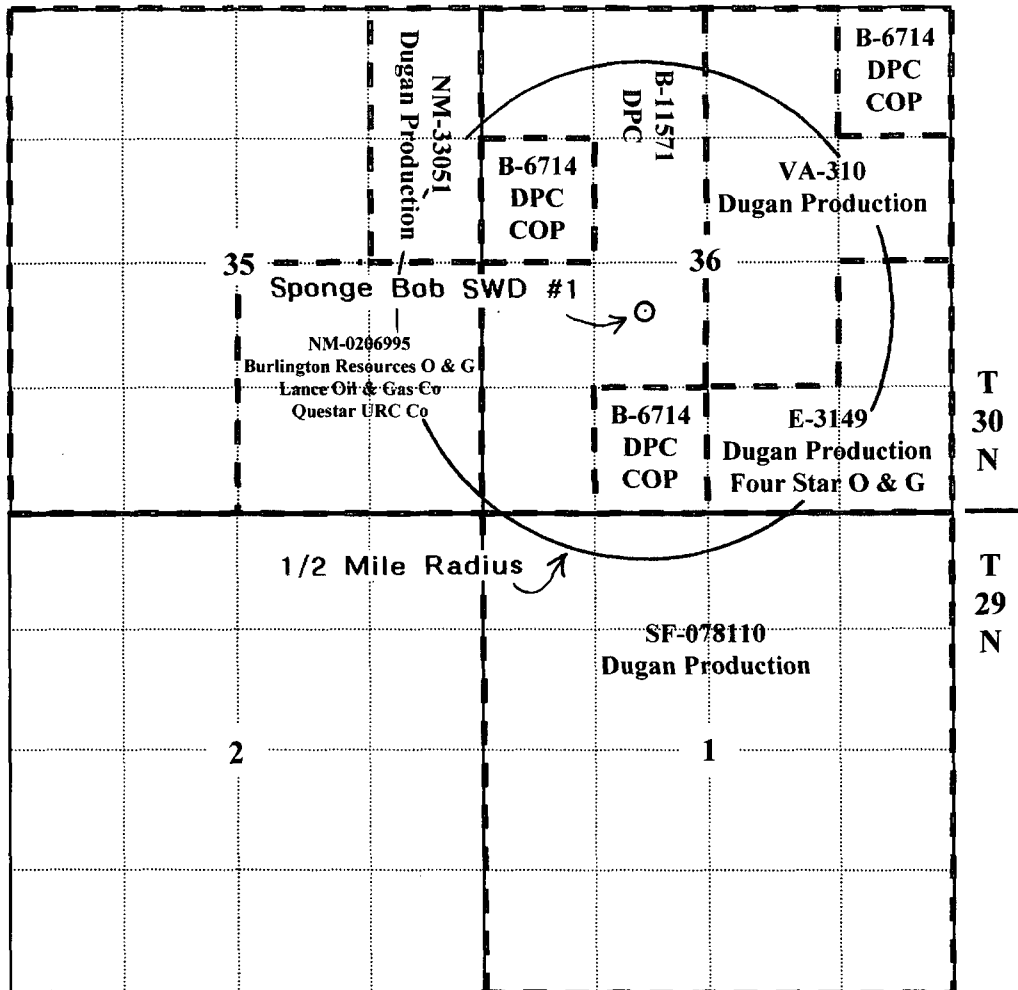 B-6714
DPC
COP
NM-33051
Dugan Production
B-11571
DPC
B-6714
DPC
COP
VA-310
Dugan Production
35
36
Sponge Bob SWD #1
NM-0206995
Burlington Resources O & G
Lance Oil & Gas Co
Questar URC Co
B-6714
DPC
COP
E-3149
Dugan Production
Four Star O & G
T
30
N
1/2 Mile Radius
T
29
N
SF-078110
Dugan Production
2
1